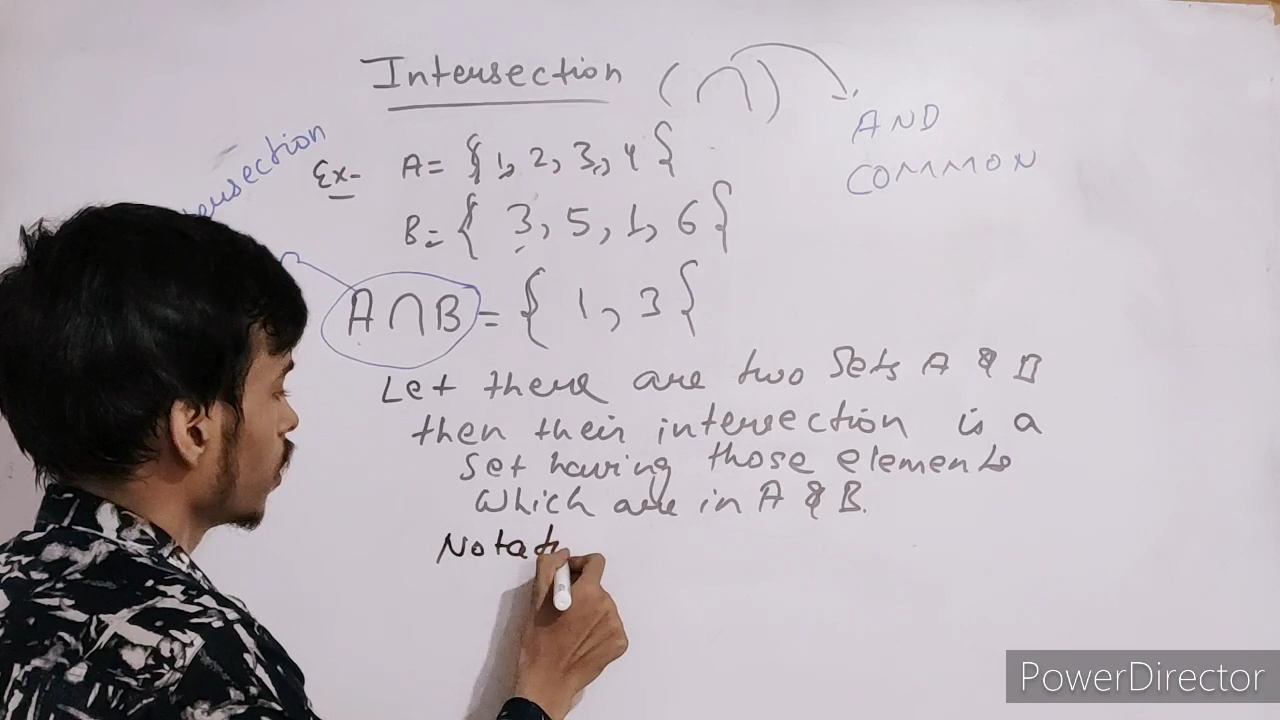 Intersection (∩)
AND
COMMON
Ex- A= {1, 2, 3, 4}
B= {3, 5, 1, 6}
A∩B = {1, 3}
Let there are two Sets A & B
then their intersection is a
set having those elements
which are in A & B.
PowerDirector